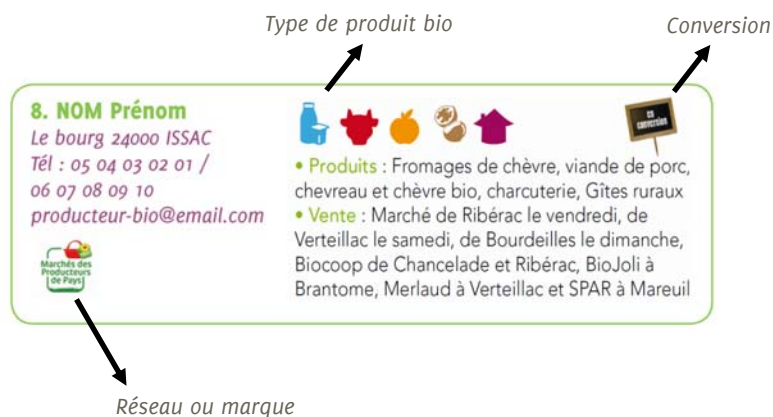 Type de produit bio
Conversion
8. NOM Prénom
Le bourg 24000 ISSAC
Tél : 05 04 03 02 01 /
06 07 08 09 10
producteur-bio@email.com
Marchés des
Producteurs
de Pays
en
conversion
• Produits : Fromages de chèvre, viande de porc,
chevreau et chèvre bio, charcuterie, Gîtes ruraux
• Vente : Marché de Ribérac le vendredi, de
Verteillac le samedi, de Bourdeilles le dimanche,
Biocoop de Chancelade et Ribérac, BioJoli à
Brantome, Merlaud à Verteillac et SPAR à Mareuil
Réseau ou marque